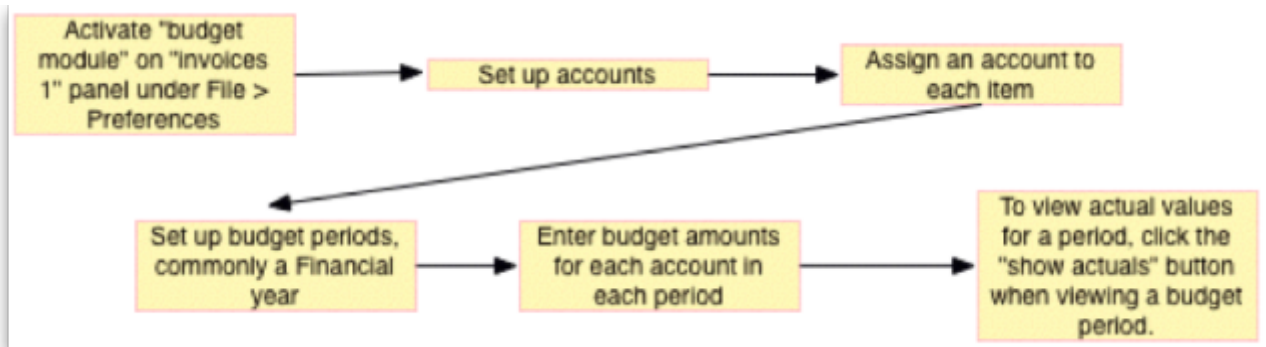 Activate "budget
module" on "invoices
1" panel under File >
Preferences
Set up accounts
Assign an account to
each item
Set up budget periods,
commonly a Financial
year
Enter budget amounts
for each account in
each period
To view actual values
for a period, click the
"show actuals" button
when viewing a budget
period.